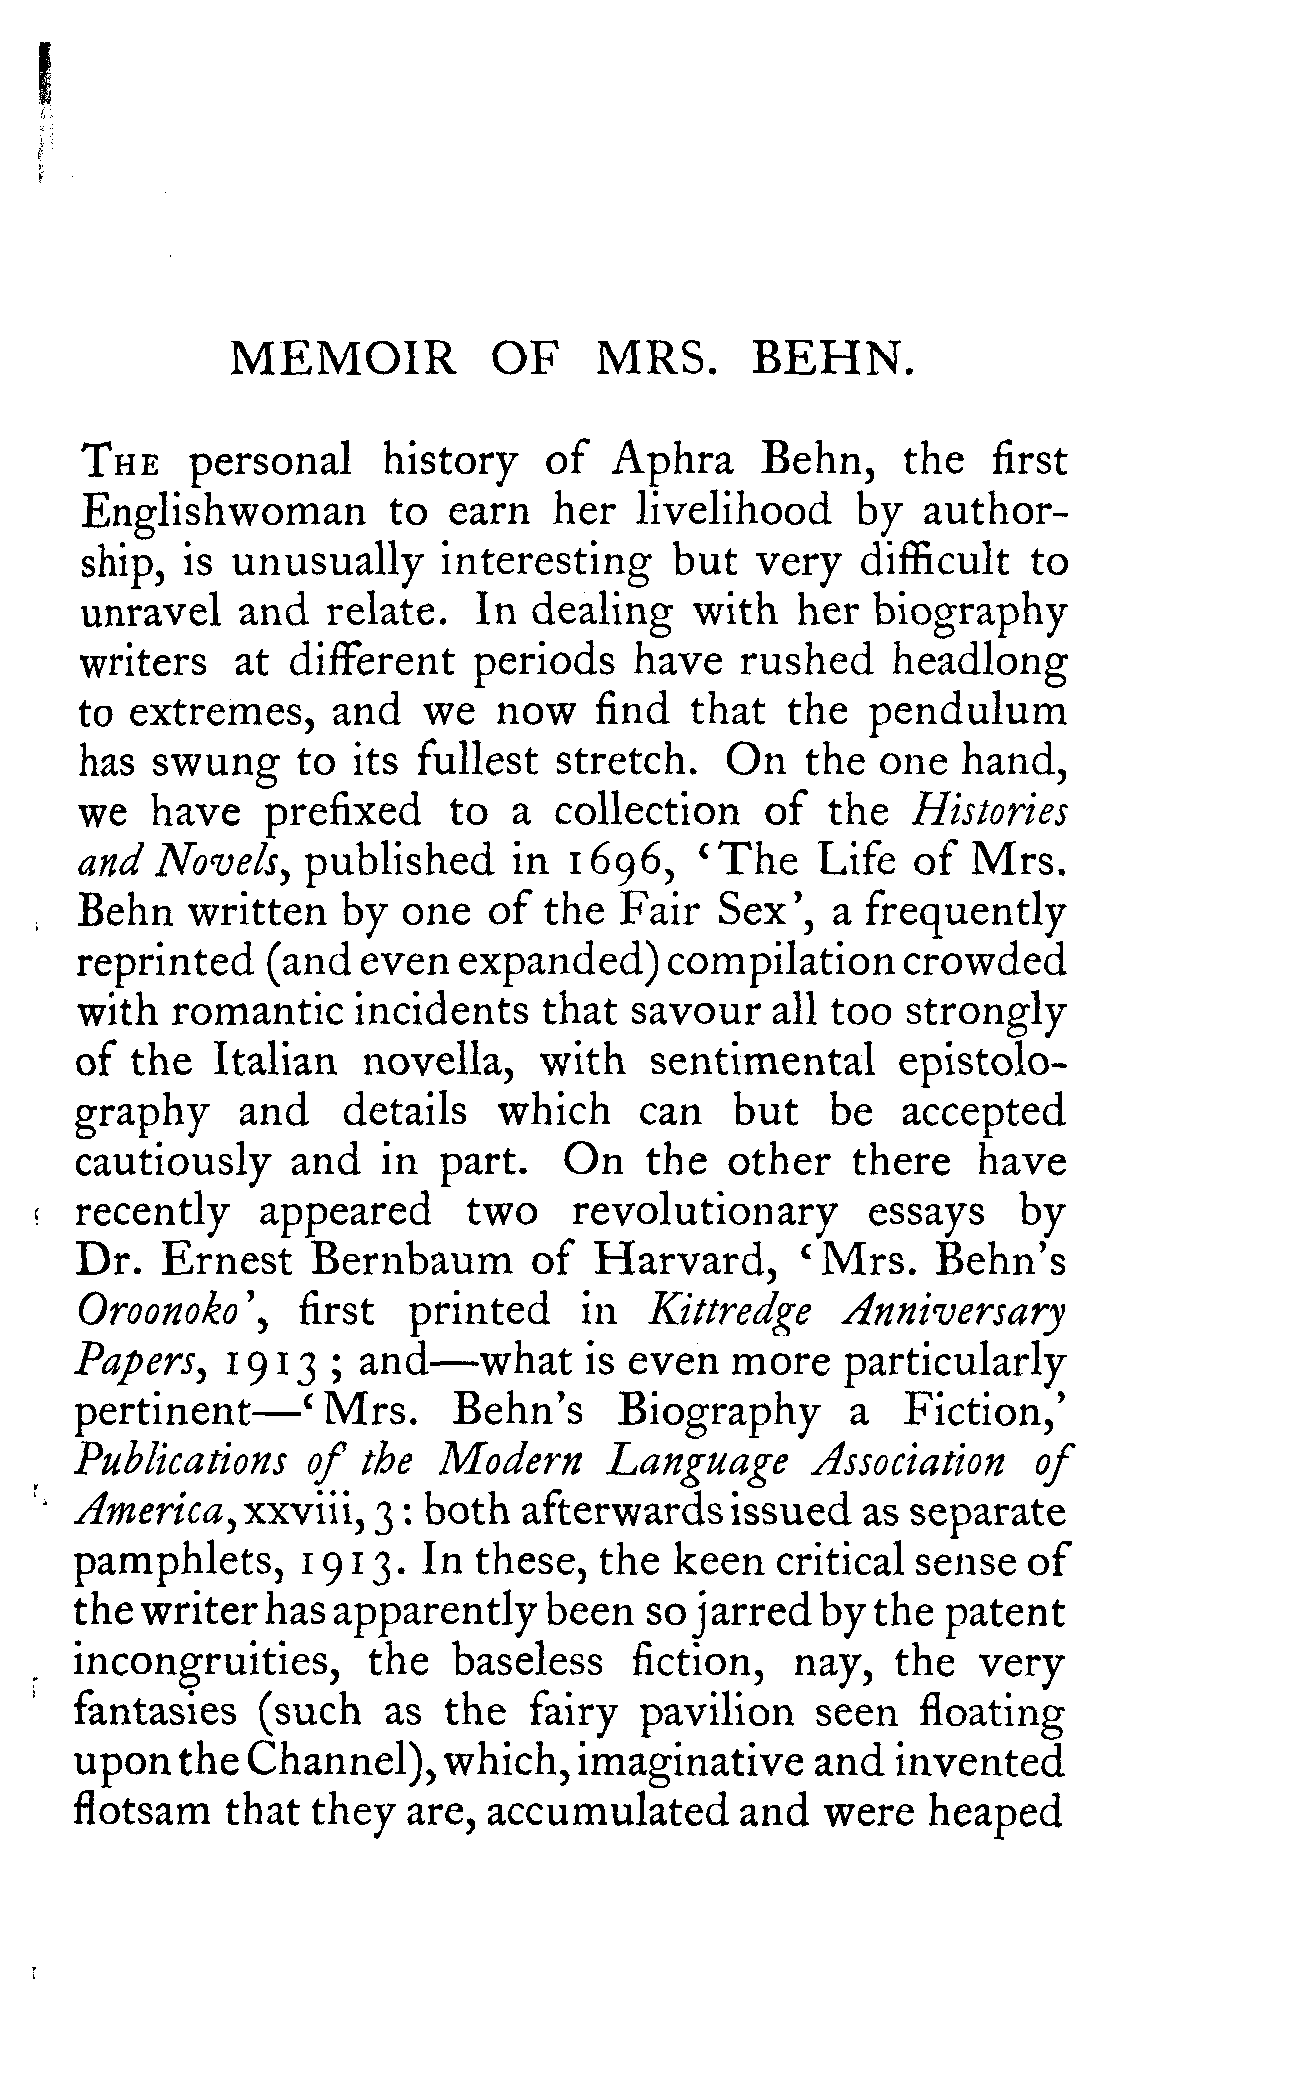 MEMOIR OF MRS. BEHN.
THE personal history of Aphra Behn, the first
Englishwoman to earn her livelihood by author-
ship, is unusually interesting but very difficult to
unravel and relate. In dealing with her biography
writers at different periods have rushed headlong
to extremes, and we now find that the pendulum
has swung to its fullest stretch. On the one hand,
we have prefixed to a collection of the Histories
and Novels, published in 1696, ‘The Life of Mrs.
Behn written by one of the Fair Sex’, a frequently
reprinted (and even expanded) compilation crowded
with romantic incidents that savour all too strongly
of the Italian novella, with sentimental epistolo-
graphy and details which can but be accepted
cautiously and in part. On the other there have
recently appeared two revolutionary essays by
Dr. Ernest Bernbaum of Harvard, ‘Mrs. Behn’s
Oroonoko’, first printed in Kittredge Anniversary
Papers, 1913; and—what is even more particularly
pertinent—‘Mrs. Behn’s Biography a Fiction,’
Publications of the Modern Language Association of
America, xxviii, 3: both afterwards issued as separate
pamphlets, 1913. In these, the keen critical sense of
the writer has apparently been so jarred by the patent
incongruities, the baseless fiction, nay, the very
fantasies (such as the fairy pavilion seen floating
upon the Channel), which, imaginative and invented
flotsam that they are, accumulated and were heaped